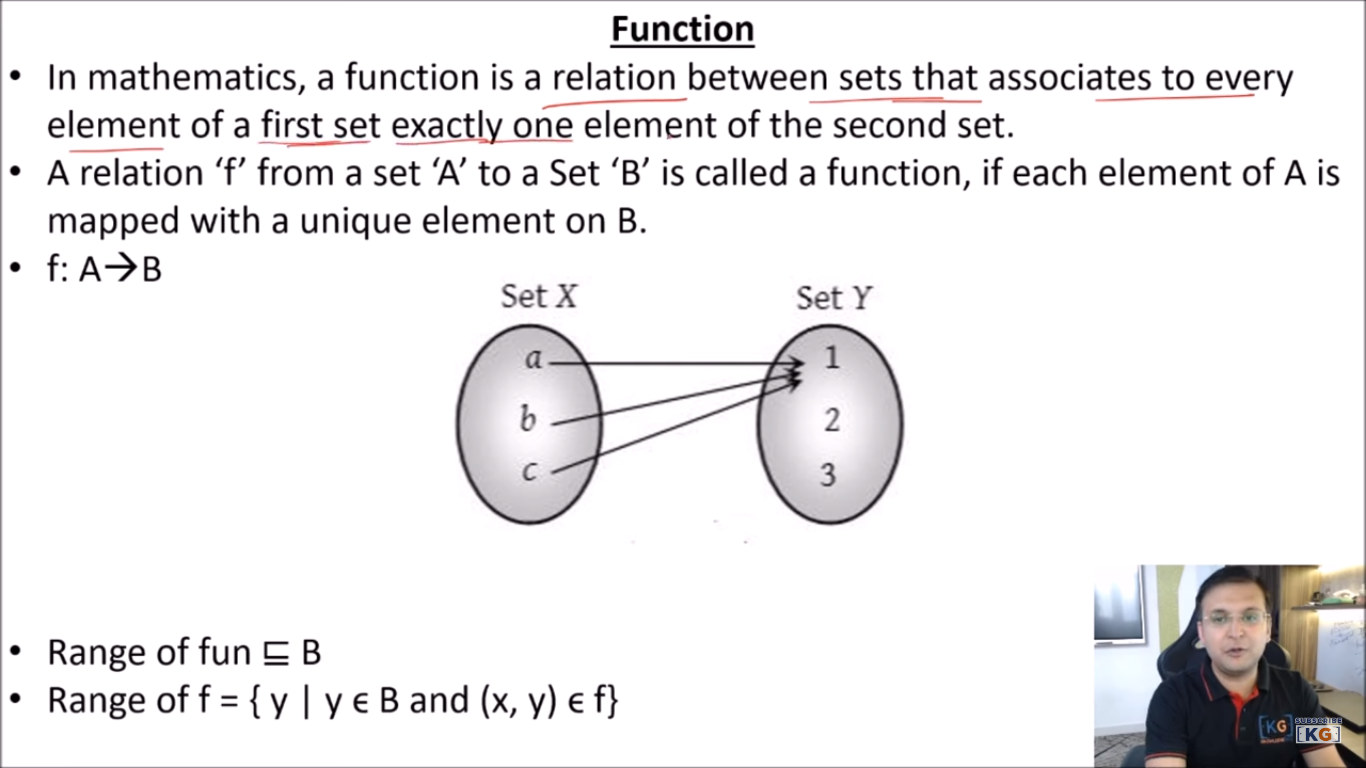 Function
• In mathematics, a function is a relation between sets that associates to every
element of a first set exactly one element of the second set.
• A relation ‘f’ from a set ‘A’ to a Set ‘B’ is called a function, if each element of A is
mapped with a unique element on B.
• f: A→B
Set X Set Y
a 1
b 2
c 3
• Range of fun ⊑ B
• Range of f = { y | y ϵ B and (x, y) ϵ f}
KG
SUBSCRIBE
KG